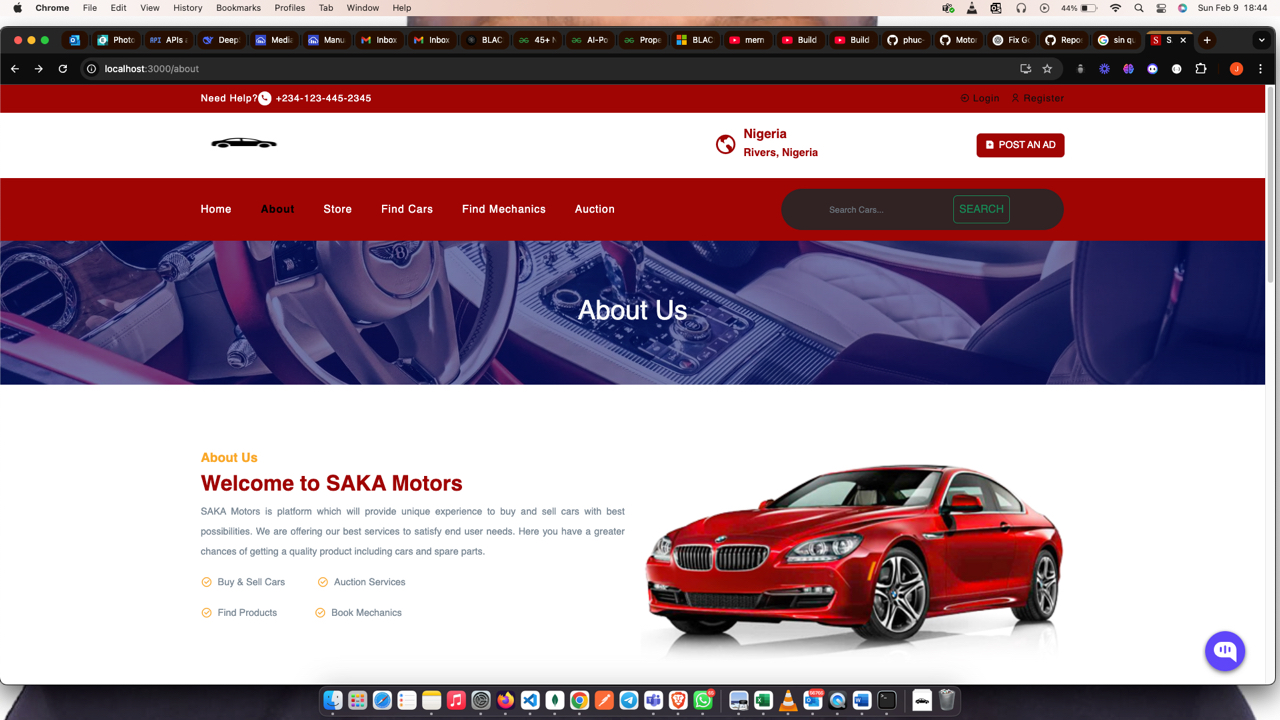 Chrome File Edit View History Bookmarks Profiles Tab Window Help 44% Sun Feb 9 18:44
Photo RPI APIs Deep Media Manu Inbox Inbox BLAC 45+ AI-Po Prope BLAC mern Build Build phuc- Motor Fix G Repo sin qu S
localhost:3000/about
Need Help? +234-123-445-2345 Login Register
Nigeria
Rivers, Nigeria
POST AN AD
Home About Store Find Cars Find Mechanics Auction Search Cars... SEARCH
About Us
About Us
Welcome to SAKA Motors
SAKA Motors is platform which will provide unique experience to buy and sell cars with best
possibilities. We are offering our best services to satisfy end user needs. Here you have a greater
chances of getting a quality product including cars and spare parts.
Buy & Sell Cars Auction Services
Find Products Book Mechanics